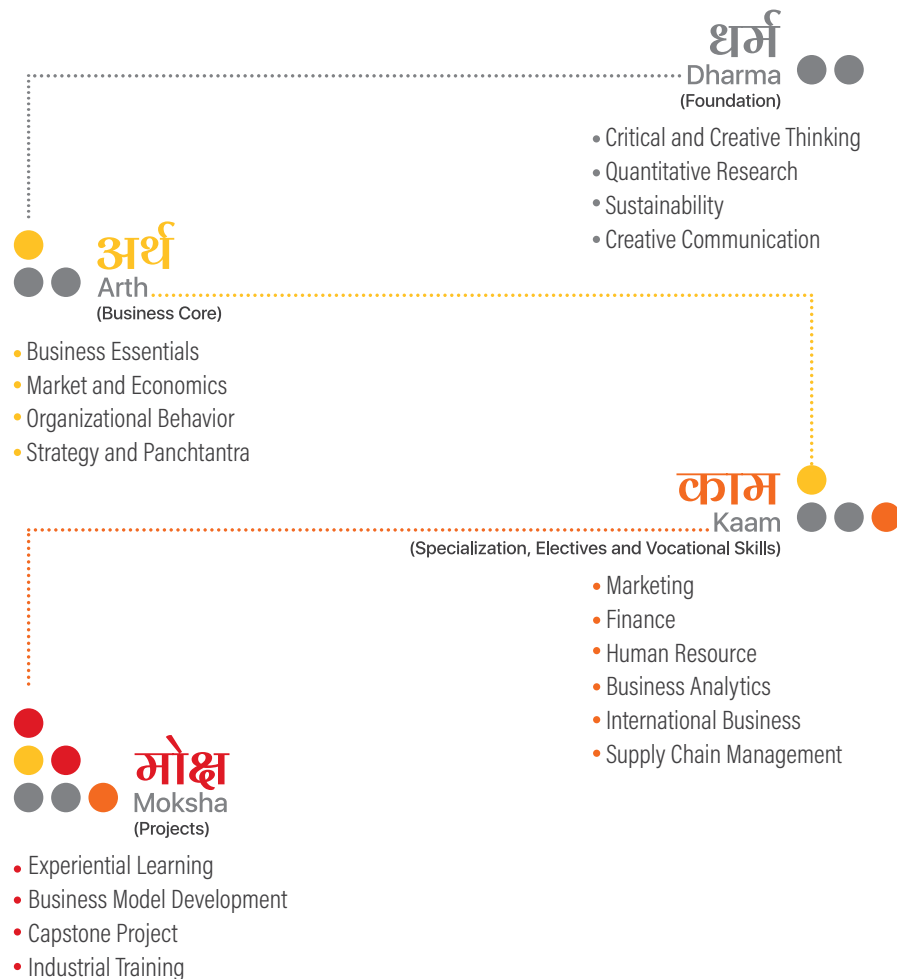 धर्म
Dharma
(Foundation)
• Critical and Creative Thinking
• Quantitative Research
• Sustainability
• Creative Communication
अर्थ
Arth
(Business Core)
• Business Essentials
• Market and Economics
• Organizational Behavior
• Strategy and Panchtantra
काम
Kaam
(Specialization, Electives and Vocational Skills)
• Marketing
• Finance
• Human Resource
• Business Analytics
• International Business
• Supply Chain Management
मोक्ष
Moksha
(Projects)
• Experiential Learning
• Business Model Development
• Capstone Project
• Industrial Training